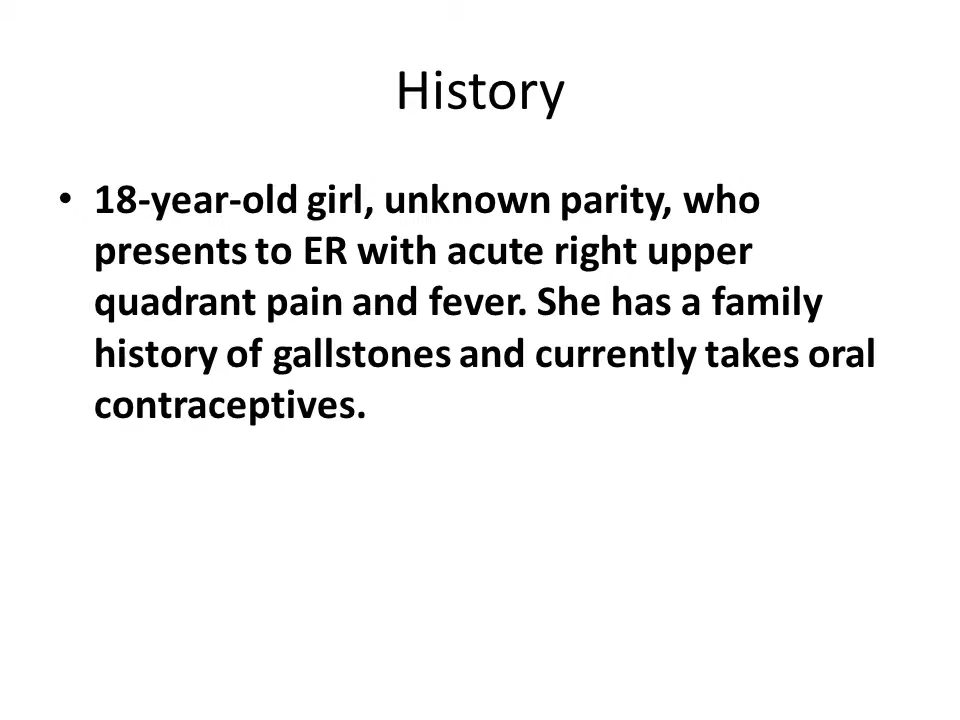 History
• 18-year-old girl, unknown parity, who
presents to ER with acute right upper
quadrant pain and fever. She has a family
history of gallstones and currently takes oral
contraceptives.